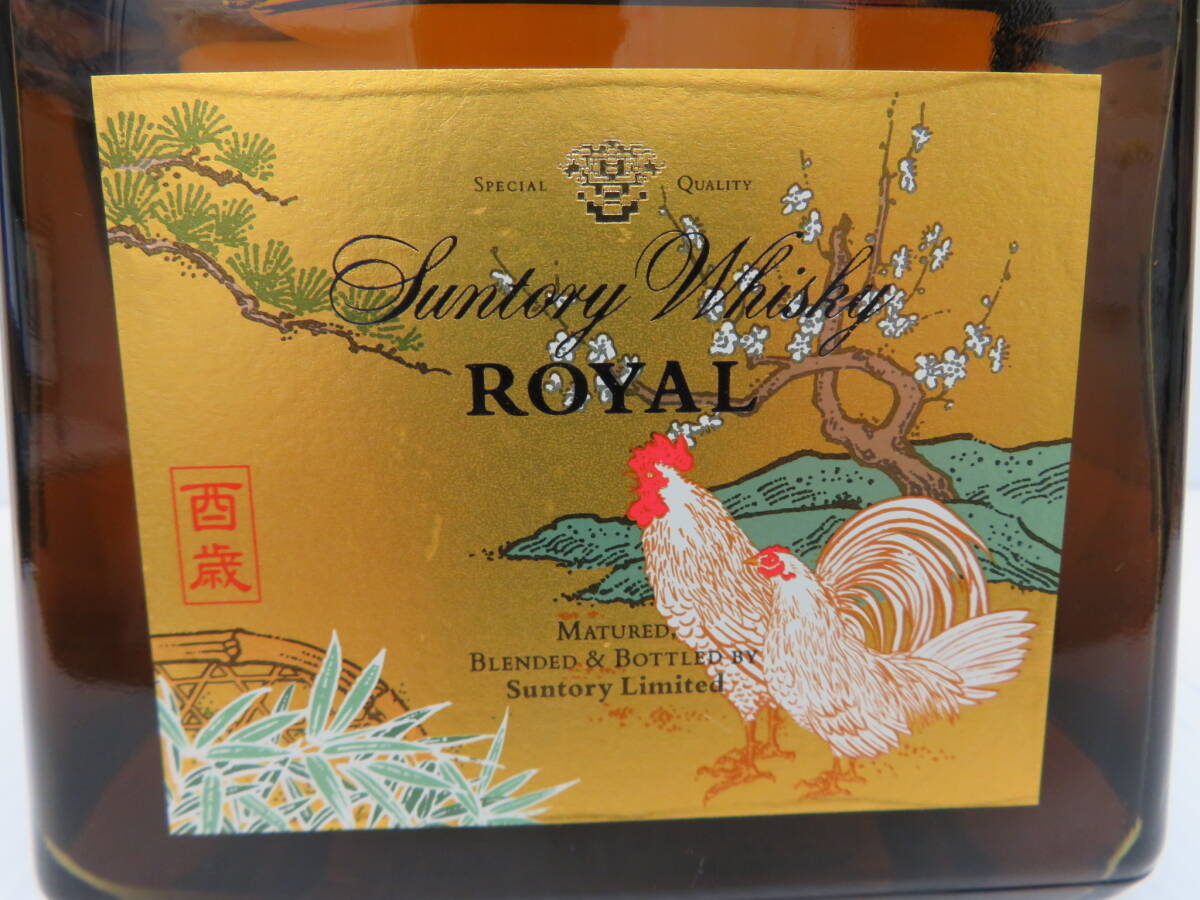 SPECIAL QUALITY
Suntory Whisky
ROYAL
酉歳
MATURED,
BLENDED & BOTTLED BY
Suntory Limited